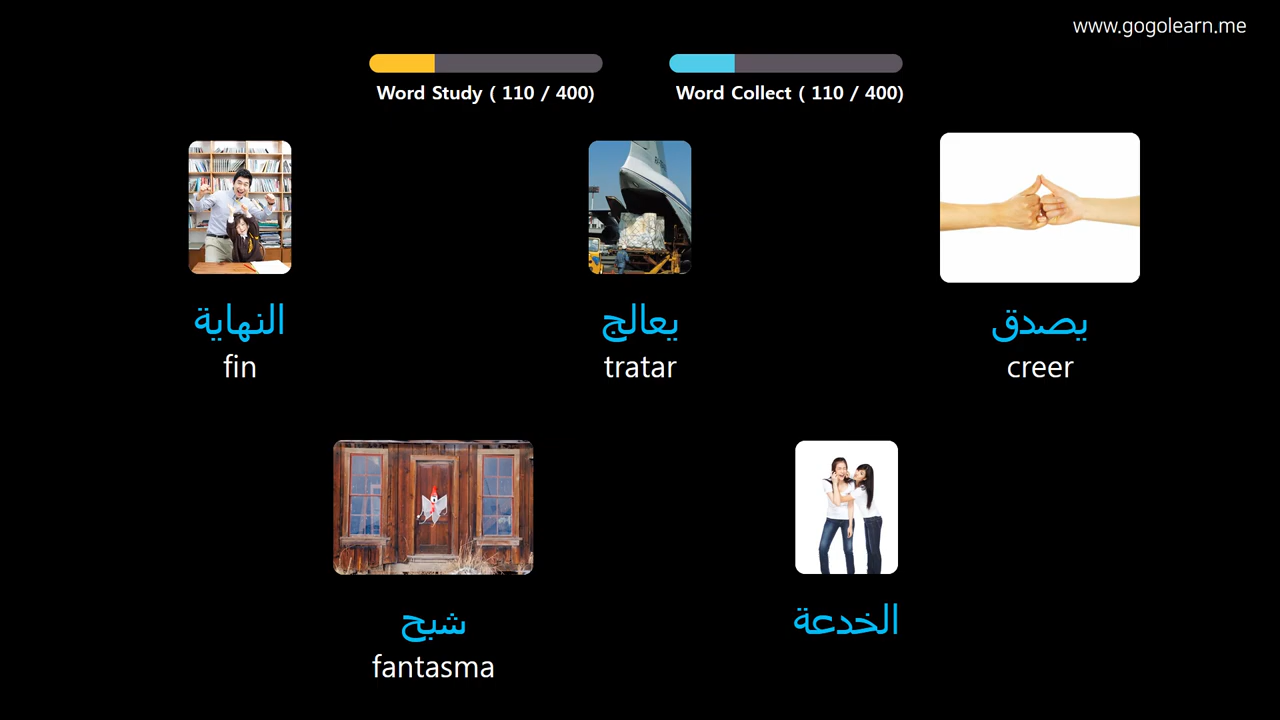 www.gogolearn.me
Word Study ( 110 / 400)
Word Collect ( 110 / 400)
النهاية
fin
يعالج
tratar
يصدق
creer
شبح
fantasma
الخدعة